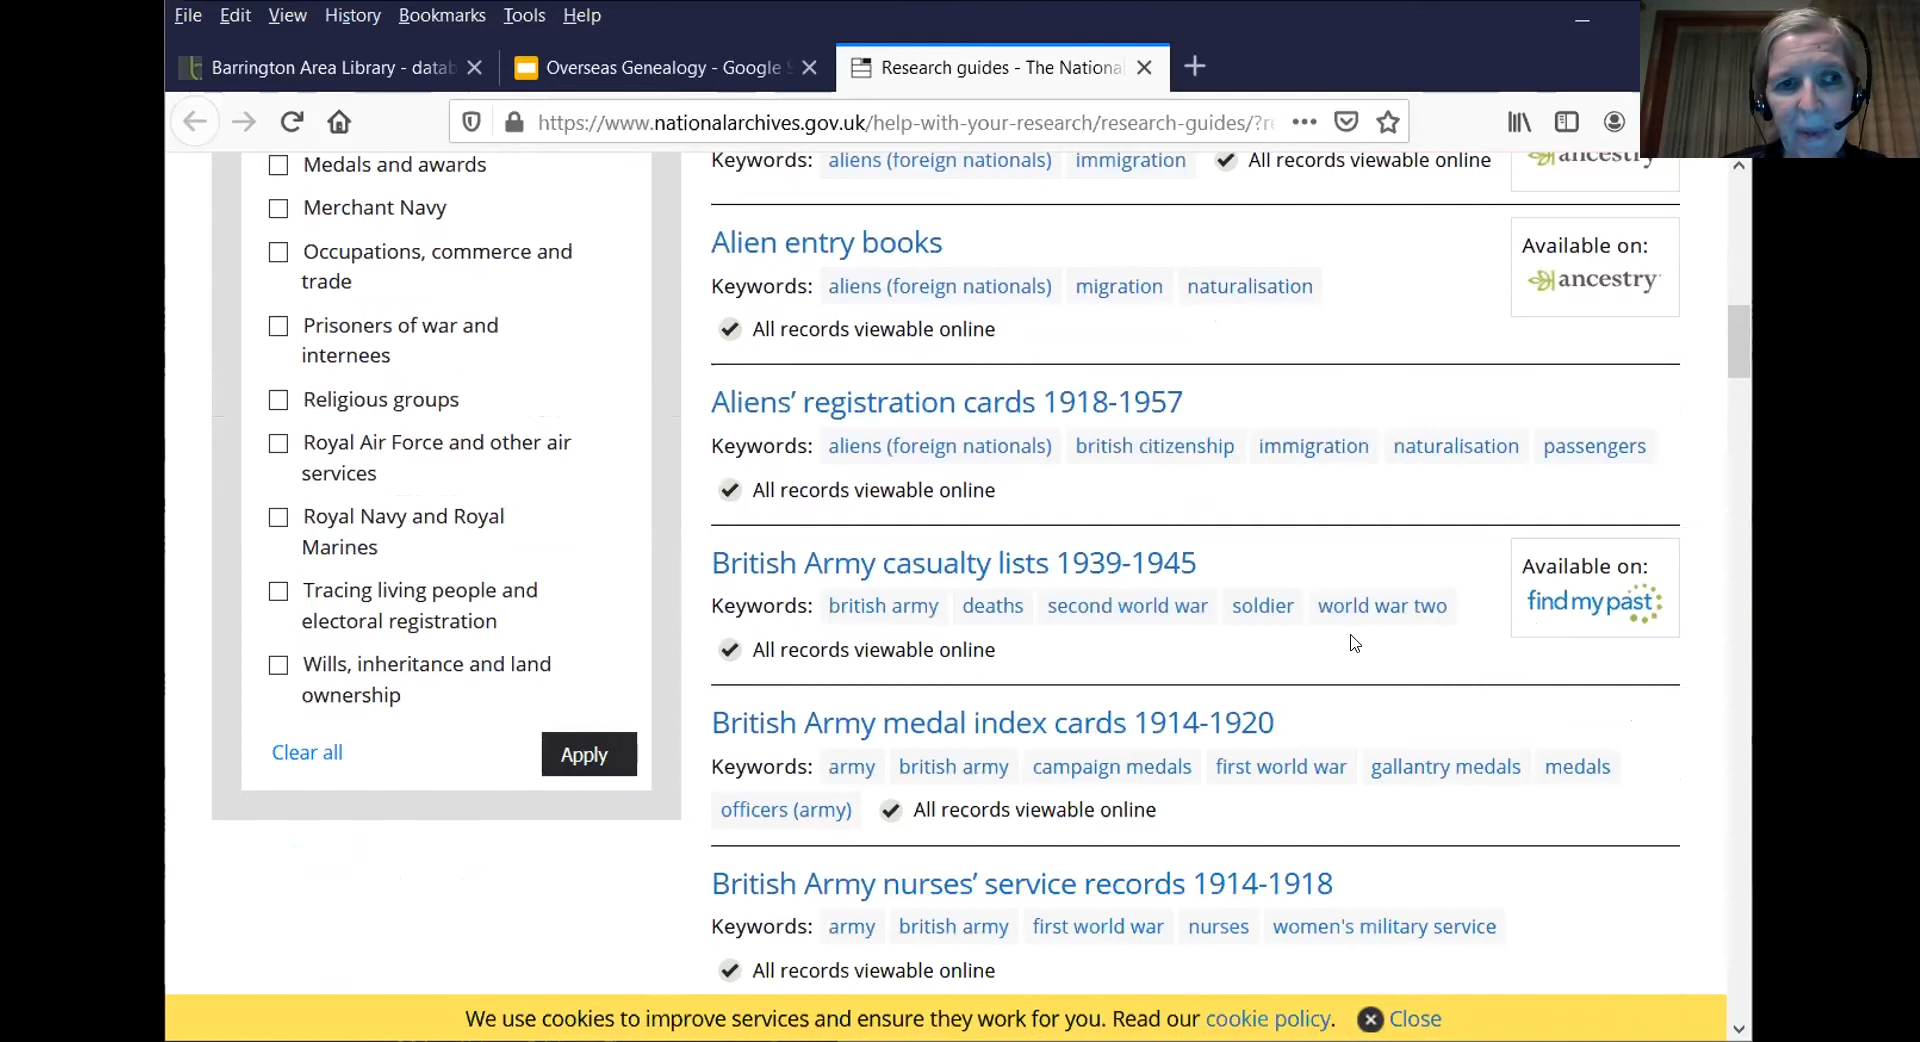 File Edit View History Bookmarks Tools Help
Barrington Area Library - datab
Overseas Genealogy - Google S
Research guides - The Nationa
https://www.nationalarchives.gov.uk/help-with-your-research/research-guides/?re
Medals and awards
Merchant Navy
Occupations, commerce and
trade
Prisoners of war and
internees
Religious groups
Royal Air Force and other air
services
Royal Navy and Royal
Marines
Tracing living people and
electoral registration
Wills, inheritance and land
ownership
Clear all
Apply
Keywords: aliens (foreign nationals) immigration All records viewable online
ancestry
Alien entry books
Keywords: aliens (foreign nationals) migration naturalisation
All records viewable online
Available on:
ancestry
Aliens’ registration cards 1918-1957
Keywords: aliens (foreign nationals) british citizenship immigration naturalisation passengers
All records viewable online
British Army casualty lists 1939-1945
Keywords: british army deaths second world war soldier world war two
All records viewable online
Available on:
findmypast
British Army medal index cards 1914-1920
Keywords: army british army campaign medals first world war gallantry medals medals
officers (army) All records viewable online
British Army nurses’ service records 1914-1918
Keywords: army british army first world war nurses women's military service
All records viewable online
We use cookies to improve services and ensure they work for you. Read our cookie policy. Close